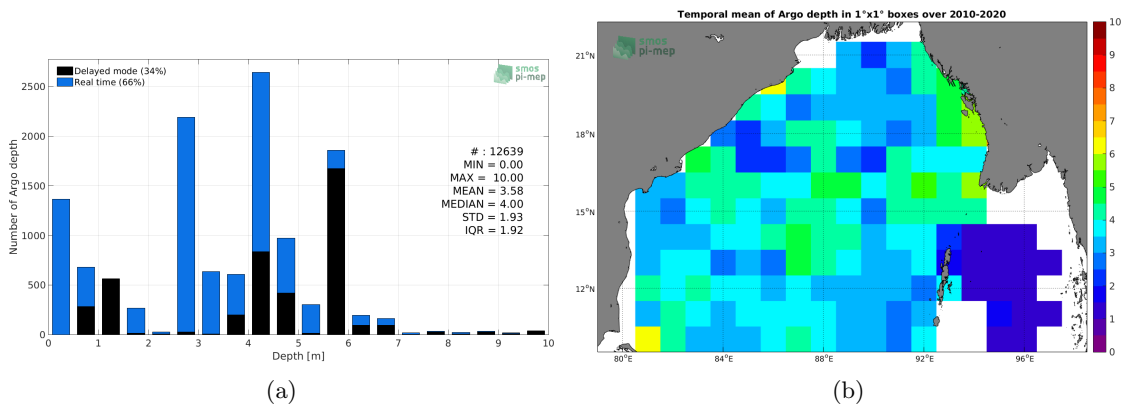 Delayed mode (34%)
Real time (66%)
smos
pi-mep
# : 12639
MIN = 0.00
MAX = 10.00
MEAN = 3.58
MEDIAN = 4.00
STD = 1.93
IQR = 1.92
Number of Argo depth
2500
2000
1500
1000
500
0
0 1 2 3 4 5 6 7 8 9 10
Depth [m]
(a)
Temporal mean of Argo depth in 1°x1° boxes over 2010-2020
smos
pi-mep
21°N
18°N
15°N
12°N
80°E 84°E 88°E 92°E 96°E
10
9
8
7
6
5
4
3
2
1
0
(b)